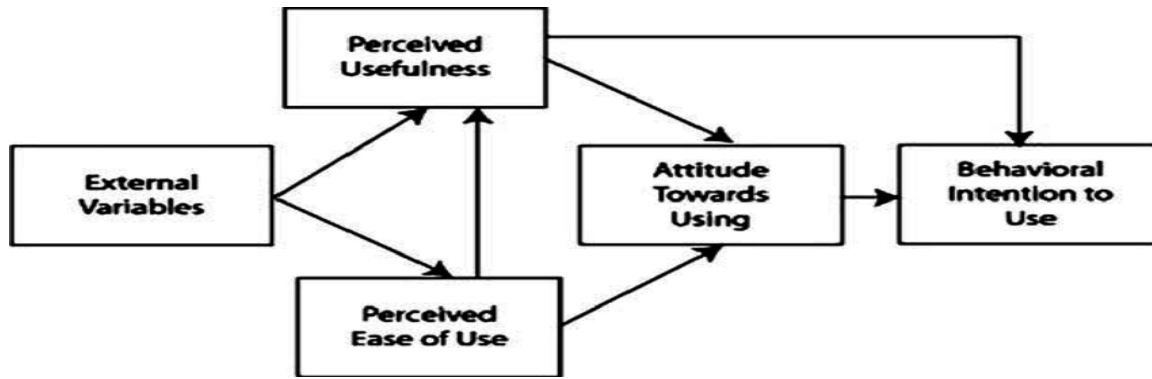 Perceived
Usefulness
External
Variables
Attitude
Towards
Using
Behavioral
Intention to
Use
Perceived
Ease of Use